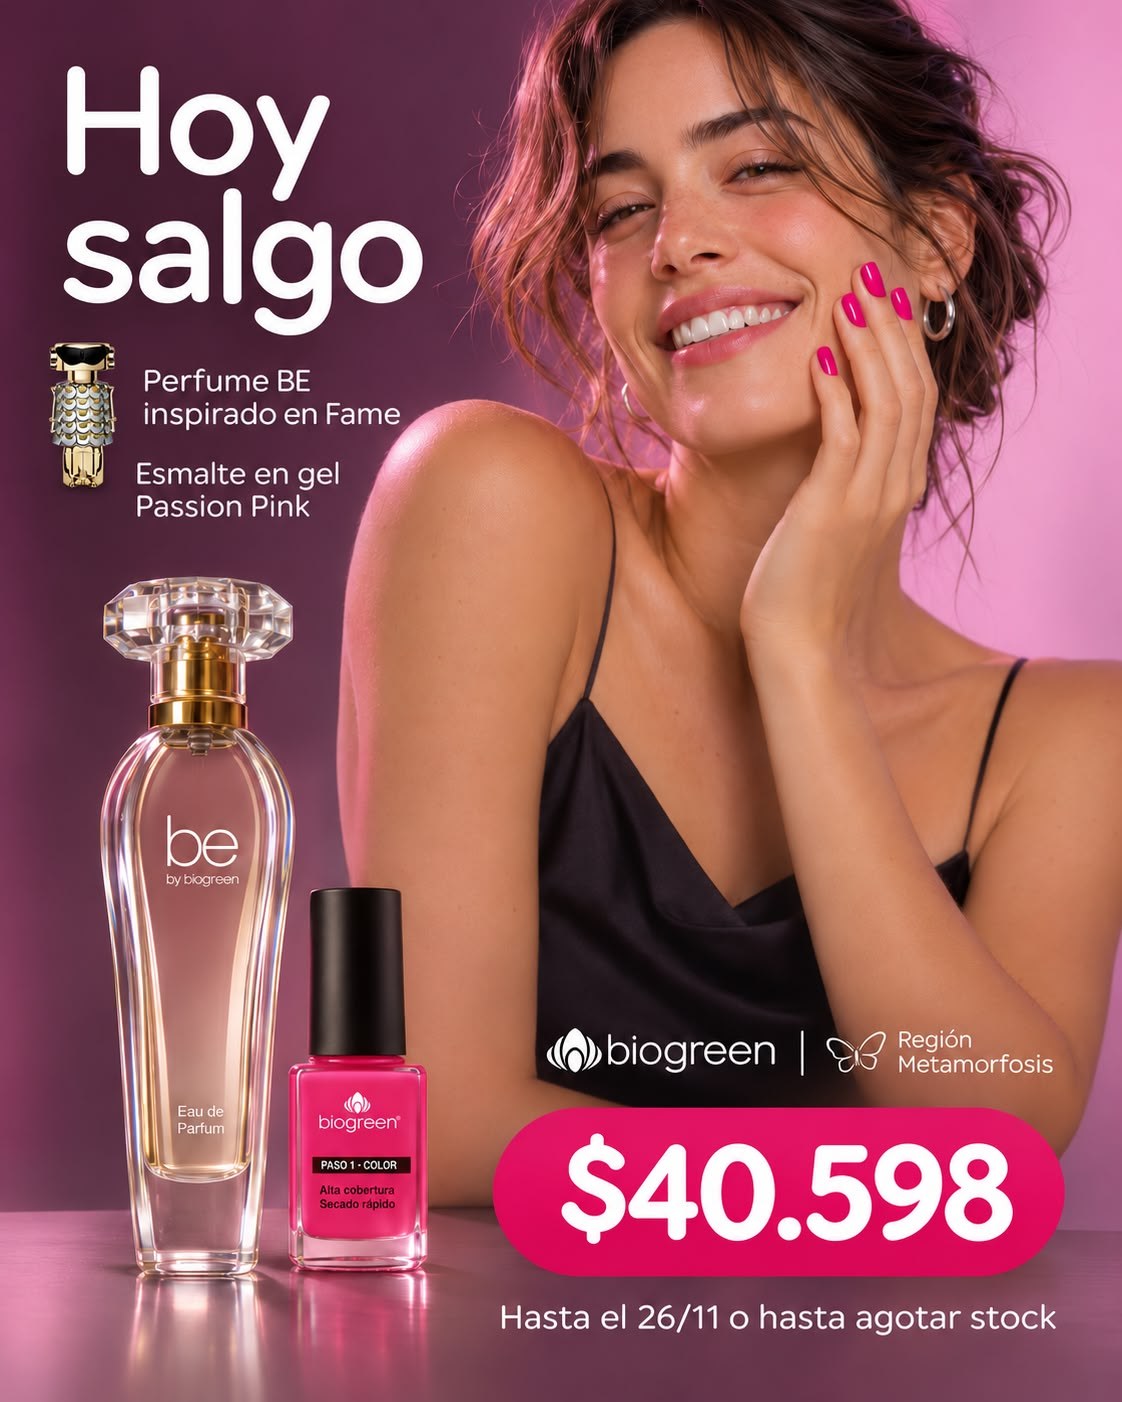 Hoy
salgo
Perfume BE
inspirado en Fame
Esmalte en gel
Passion Pink
be
by biogreen
Eau de
Parfum
biogreen®
PASO 1 - COLOR
Alta cobertura
Secado rápido
biogreen
Región
Metamorfosis
$40.598
Hasta el 26/11 o hasta agotar stock